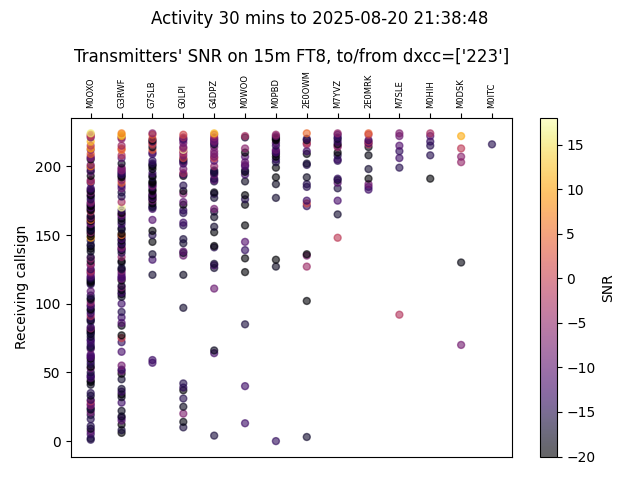 Activity 30 mins to 2025-08-20 21:38:48
Transmitters' SNR on 15m FT8, to/from dxcc=['223']
M0OXO
G3RWF
G7SLB
G0LPI
G4DPZ
M0WOO
M0PBD
2E0OWM
M7YVZ
2E0MRK
M7SLE
M0HIH
M0DSK
M0ITC
200
150
100
50
0
Receiving callsign
15
10
5
0
−5
−10
−15
−20
SNR